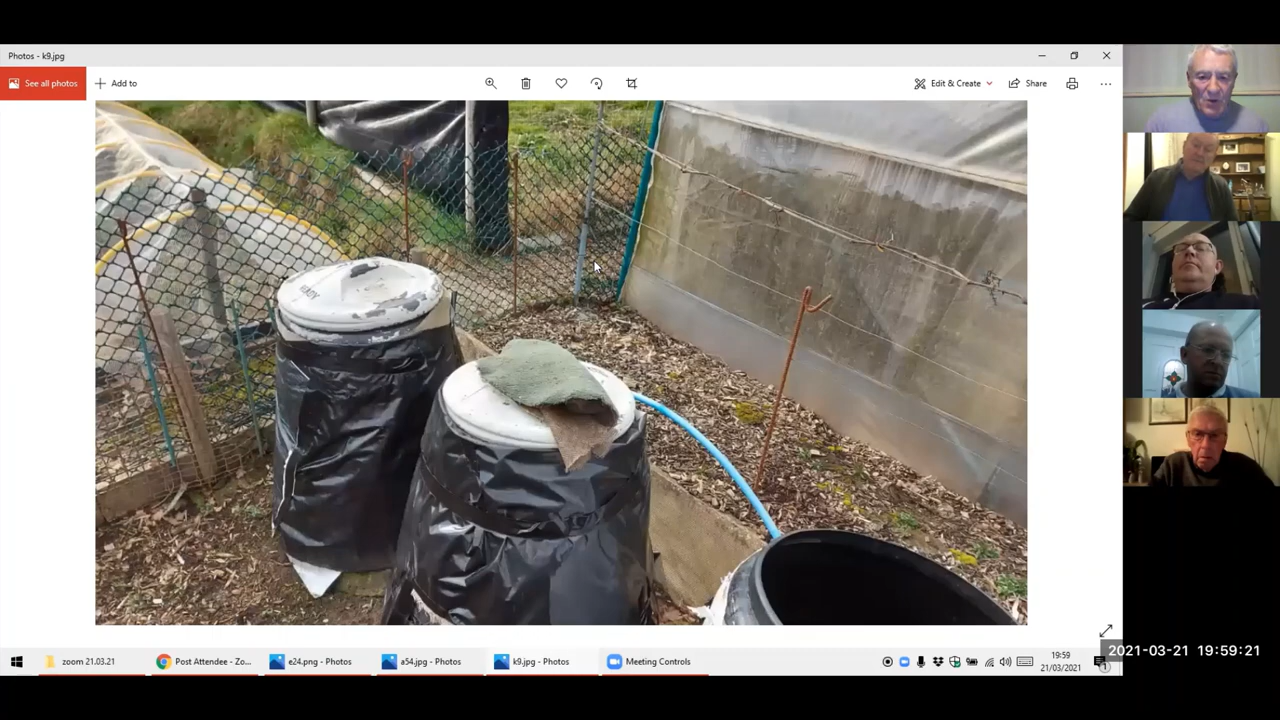 Photos - k9.jpg
See all photos
Add to
Edit & Create
Share
READY
zoom 21.03.21
Post Attendee - Zo...
e24.png - Photos
a54.jpg - Photos
k9.jpg - Photos
Meeting Controls
19:59
21/03/2021
1
2021-03-21 19:59:21